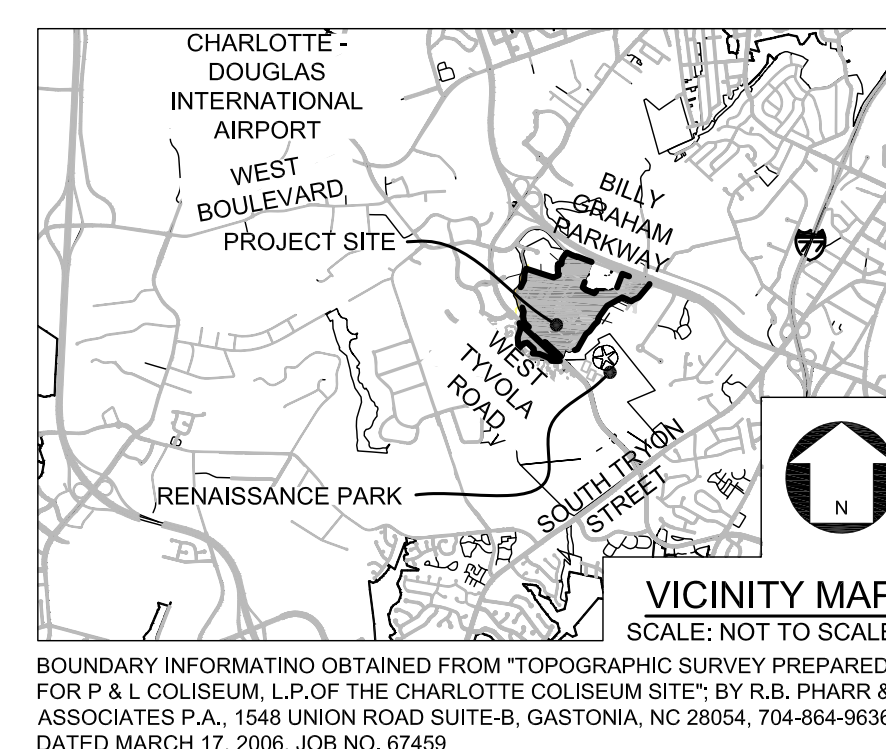 CHARLOTTE -
DOUGLAS
INTERNATIONAL
AIRPORT
WEST
BOULEVARD
PROJECT SITE
BILLY
GRAHAM
PARKWAY
77
WEST
TYVOLA
ROAD
RENAISSANCE PARK
SOUTH TRYON
STREET
N
VICINITY MAP
SCALE: NOT TO SCALE
BOUNDARY INFORMATINO OBTAINED FROM "TOPOGRAPHIC SURVEY PREPARED
FOR P & L COLISEUM, L.P.OF THE CHARLOTTE COLISEUM SITE"; BY R.B. PHARR &
ASSOCIATES P.A., 1548 UNION ROAD SUITE-B, GASTONIA, NC 28054, 704-864-9636
DATED MARCH 17, 2006, JOB NO. 67459